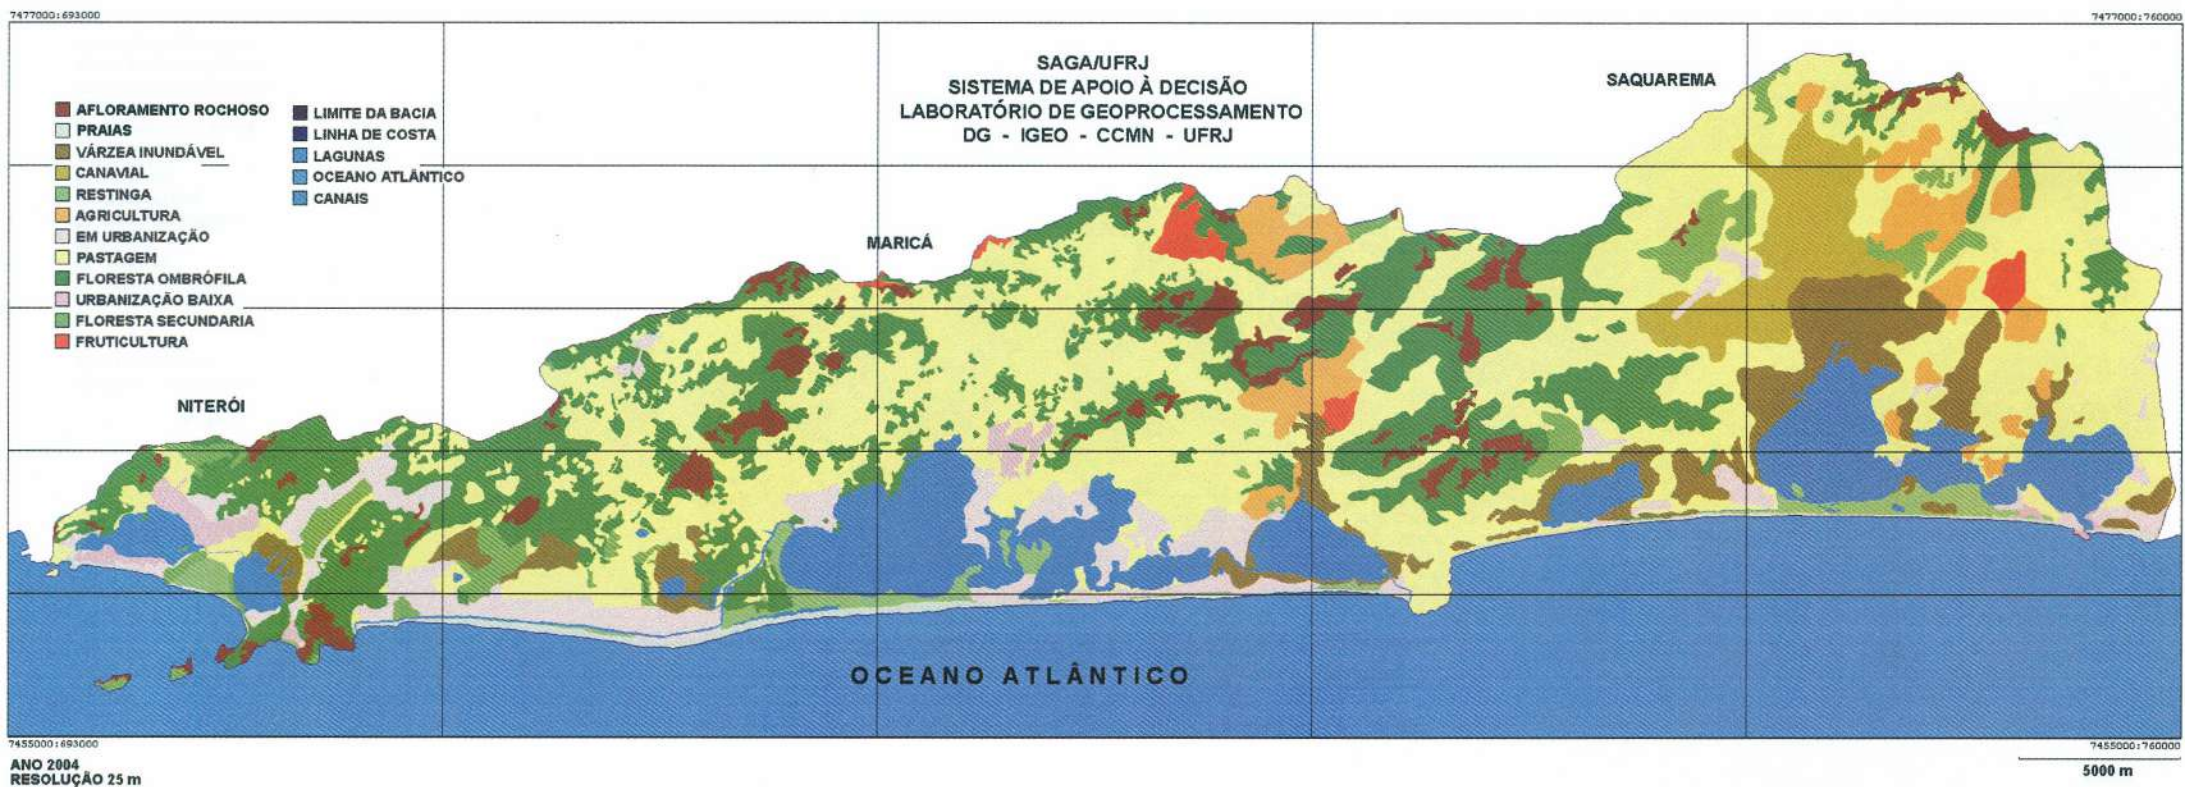 7477000:693000
7477000:760000
SAGA/UFRJ
SISTEMA DE APOIO À DECISÃO
LABORATÓRIO DE GEOPROCESSAMENTO
DG - IGEO - CCMN - UFRJ
SAQUAREMA
AFLORAMENTO ROCHOSO
PRAIAS
VÁRZEA INUNDÁVEL
CANAVIAL
RESTINGA
AGRICULTURA
EM URBANIZAÇÃO
PASTAGEM
FLORESTA OMBRÓFILA
URBANIZAÇÃO BAIXA
FLORESTA SECUNDARIA
FRUTICULTURA
LIMITE DA BACIA
LINHA DE COSTA
LAGUNAS
OCEANO ATLÂNTICO
CANAIS
MARICÁ
NITERÓI
OCEANO ATLÂNTICO
7455000:693000
7455000:760000
ANO 2004
RESOLUÇÃO 25 m
5000 m